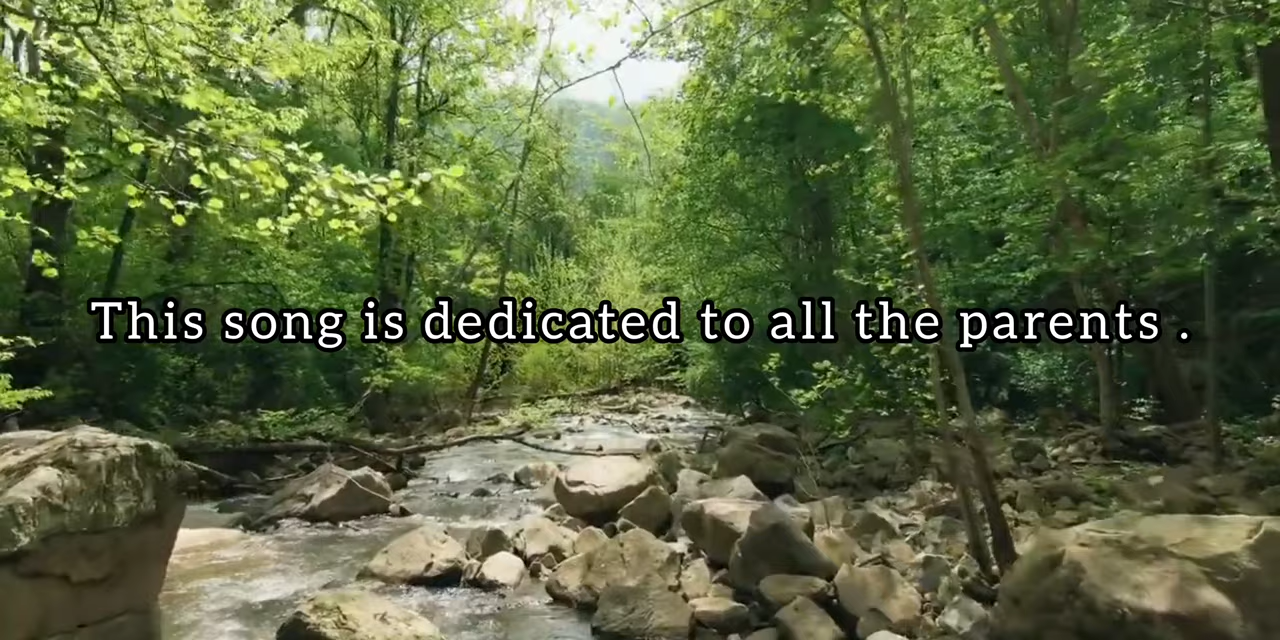 This song is dedicated to all the parents .